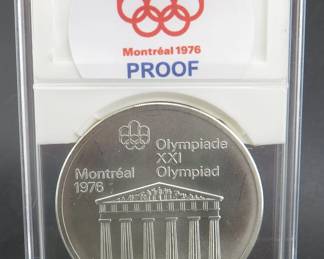 Montréal 1976
PROOF
Olympiade
XXI
Olympiad
Montréal
1976